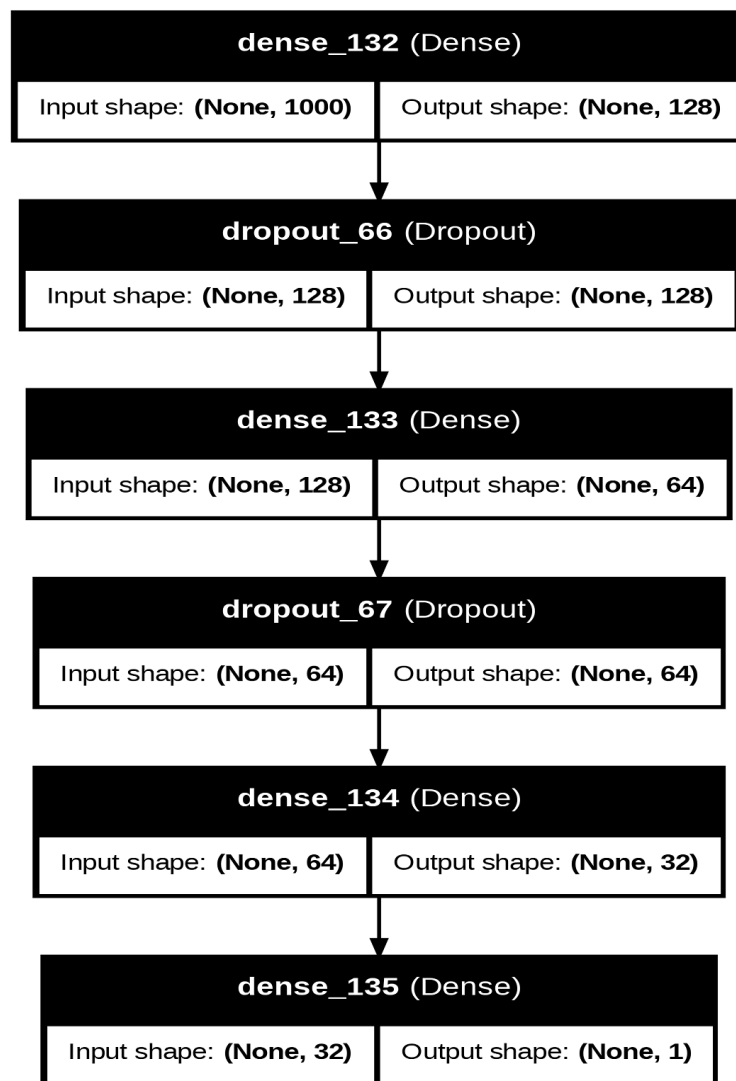 dense_132 (Dense)
Input shape: (None, 1000) Output shape: (None, 128)
dropout_66 (Dropout)
Input shape: (None, 128) Output shape: (None, 128)
dense_133 (Dense)
Input shape: (None, 128) Output shape: (None, 64)
dropout_67 (Dropout)
Input shape: (None, 64) Output shape: (None, 64)
dense_134 (Dense)
Input shape: (None, 64) Output shape: (None, 32)
dense_135 (Dense)
Input shape: (None, 32) Output shape: (None, 1)